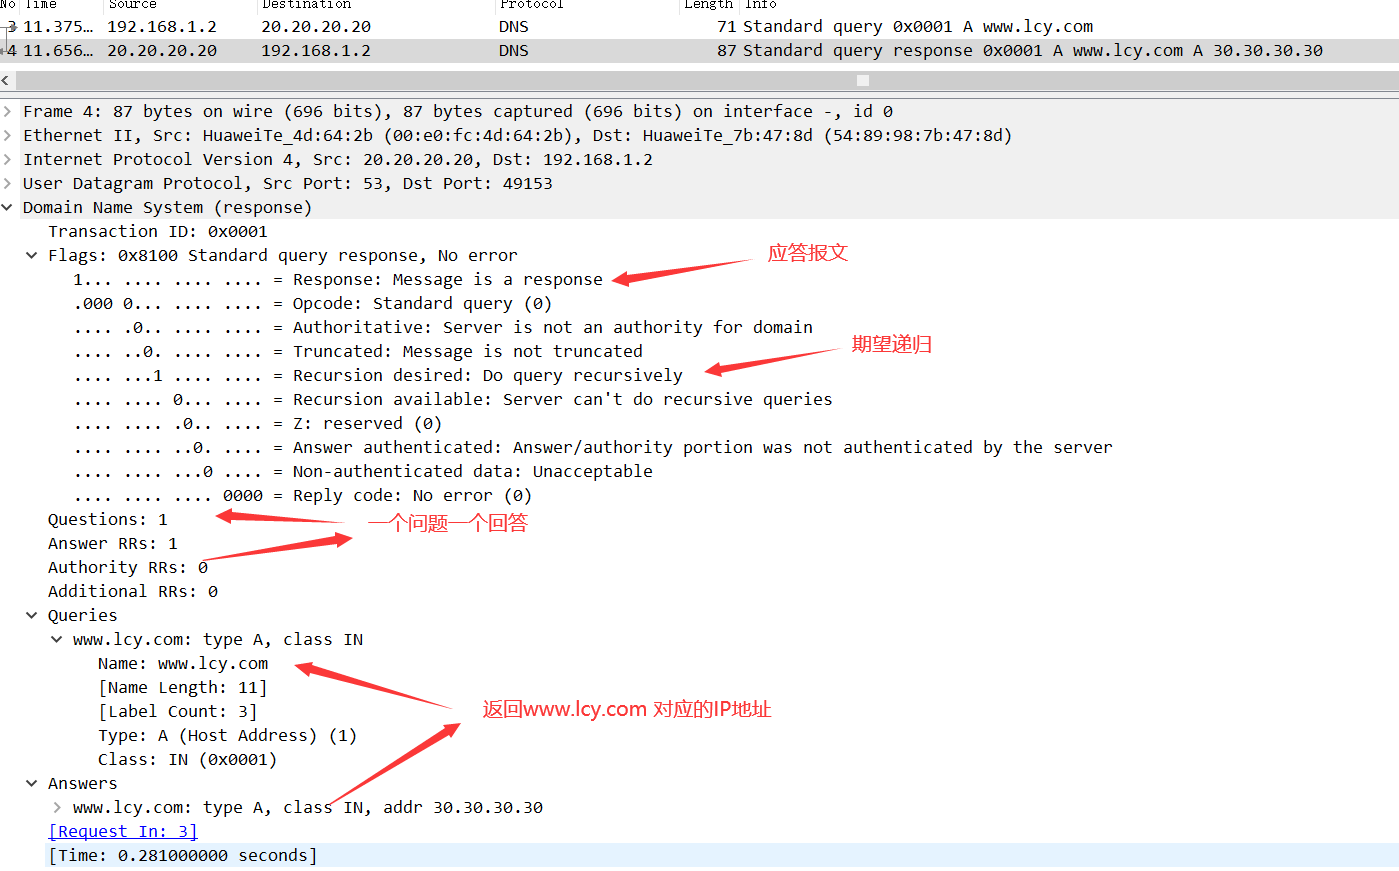 No Time Source Destination Protocol Length Info
3 11.375… 192.168.1.2 20.20.20.20 DNS 71 Standard query 0x0001 A www.lcy.com
4 11.656… 20.20.20.20 192.168.1.2 DNS 87 Standard query response 0x0001 A www.lcy.com A 30.30.30.30
Frame 4: 87 bytes on wire (696 bits), 87 bytes captured (696 bits) on interface -, id 0
Ethernet II, Src: HuaweiTe_4d:64:2b (00:e0:fc:4d:64:2b), Dst: HuaweiTe_7b:47:8d (54:89:98:7b:47:8d)
Internet Protocol Version 4, Src: 20.20.20.20, Dst: 192.168.1.2
User Datagram Protocol, Src Port: 53, Dst Port: 49153
Domain Name System (response)
Transaction ID: 0x0001
Flags: 0x8100 Standard query response, No error
应答报文
1... .... .... .... = Response: Message is a response
.000 0... .... .... = Opcode: Standard query (0)
.... .0.. .... .... = Authoritative: Server is not an authority for domain
.... ..0. .... .... = Truncated: Message is not truncated
期望递归
.... ...1 .... .... = Recursion desired: Do query recursively
.... .... 0... .... = Recursion available: Server can't do recursive queries
.... .... .0.. .... = Z: reserved (0)
.... .... ..0. .... = Answer authenticated: Answer/authority portion was not authenticated by the server
.... .... ...0 .... = Non-authenticated data: Unacceptable
.... .... .... 0000 = Reply code: No error (0)
Questions: 1
一个问题一个回答
Answer RRs: 1
Authority RRs: 0
Additional RRs: 0
Queries
www.lcy.com: type A, class IN
Name: www.lcy.com
[Name Length: 11]
[Label Count: 3]
返回www.lcy.com 对应的IP地址
Type: A (Host Address) (1)
Class: IN (0x0001)
Answers
www.lcy.com: type A, class IN, addr 30.30.30.30
[Request In: 3]
[Time: 0.281000000 seconds]